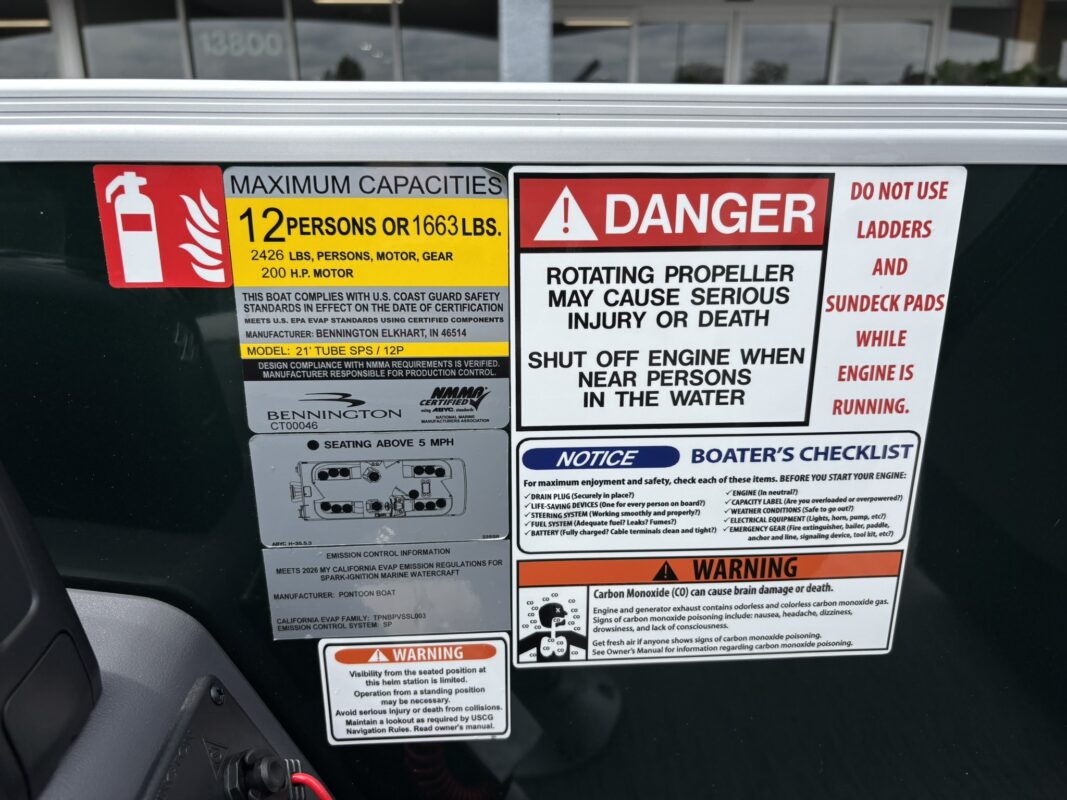 13800
MAXIMUM CAPACITIES
12 PERSONS OR 1663 LBS.
2426 LBS, PERSONS, MOTOR, GEAR
200 H.P. MOTOR
THIS BOAT COMPLIES WITH U.S. COAST GUARD SAFETY
STANDARDS IN EFFECT ON THE DATE OF CERTIFICATION
MEETS U.S. EPA EVAP STANDARDS USING CERTIFIED COMPONENTS
MANUFACTURER: BENNINGTON ELKHART, IN 46514
MODEL: 21' TUBE SPS / 12P
DESIGN COMPLIANCE WITH NMMA REQUIREMENTS IS VERIFIED.
MANUFACTURER RESPONSIBLE FOR PRODUCTION CONTROL.
BENNINGTON
CT00046
NMMA
CERTIFIED
using ABYC standards
NATIONAL MARINE
MANUFACTURERS ASSOCIATION
SEATING ABOVE 5 MPH
ABYC H-35.5.3
EMISSION CONTROL INFORMATION
MEETS 2026 MY CALIFORNIA EVAP EMISSION REGULATIONS FOR
SPARK-IGNITION MARINE WATERCRAFT
MANUFACTURER: PONTOON BOAT
CALIFORNIA EVAP FAMILY: TPNBPVSSL003
EMISSION CONTROL SYSTEM: SP
WARNING
Visibility from the seated position at
this helm station is limited.
Operation from a standing position
may be necessary.
Avoid serious injury or death from collisions.
Maintain a lookout as required by USCG
Navigation Rules. Read owner's manual.
DANGER
ROTATING PROPELLER
MAY CAUSE SERIOUS
INJURY OR DEATH
SHUT OFF ENGINE WHEN
NEAR PERSONS
IN THE WATER
DO NOT USE
LADDERS
AND
SUNDECK PADS
WHILE
ENGINE IS
RUNNING.
NOTICE BOATER'S CHECKLIST
For maximum enjoyment and safety, check each of these items. BEFORE YOU START YOUR ENGINE:
✓ DRAIN PLUG (Securely in place?)
✓ LIFE-SAVING DEVICES (One for every person on board?)
✓ STEERING SYSTEM (Working smoothly and properly?)
✓ FUEL SYSTEM (Adequate fuel? Leaks? Fumes?)
✓ BATTERY (Fully charged? Cable terminals clean and tight?)
✓ ENGINE (In neutral?)
✓ CAPACITY LABEL (Are you overloaded or overpowered?)
✓ WEATHER CONDITIONS (Safe to go out?)
✓ ELECTRICAL EQUIPMENT (Lights, horn, pump, etc?)
✓ EMERGENCY GEAR (Fire extinguisher, bailer, paddle,
anchor and line, signaling device, tool kit, etc?)
WARNING
Carbon Monoxide (CO) can cause brain damage or death.
Engine and generator exhaust contains odorless and colorless carbon monoxide gas.
Signs of carbon monoxide poisoning include: nausea, headache, dizziness,
drowsiness, and lack of consciousness.
Get fresh air if anyone shows signs of carbon monoxide poisoning.
See Owner's Manual for information regarding carbon monoxide poisoning.